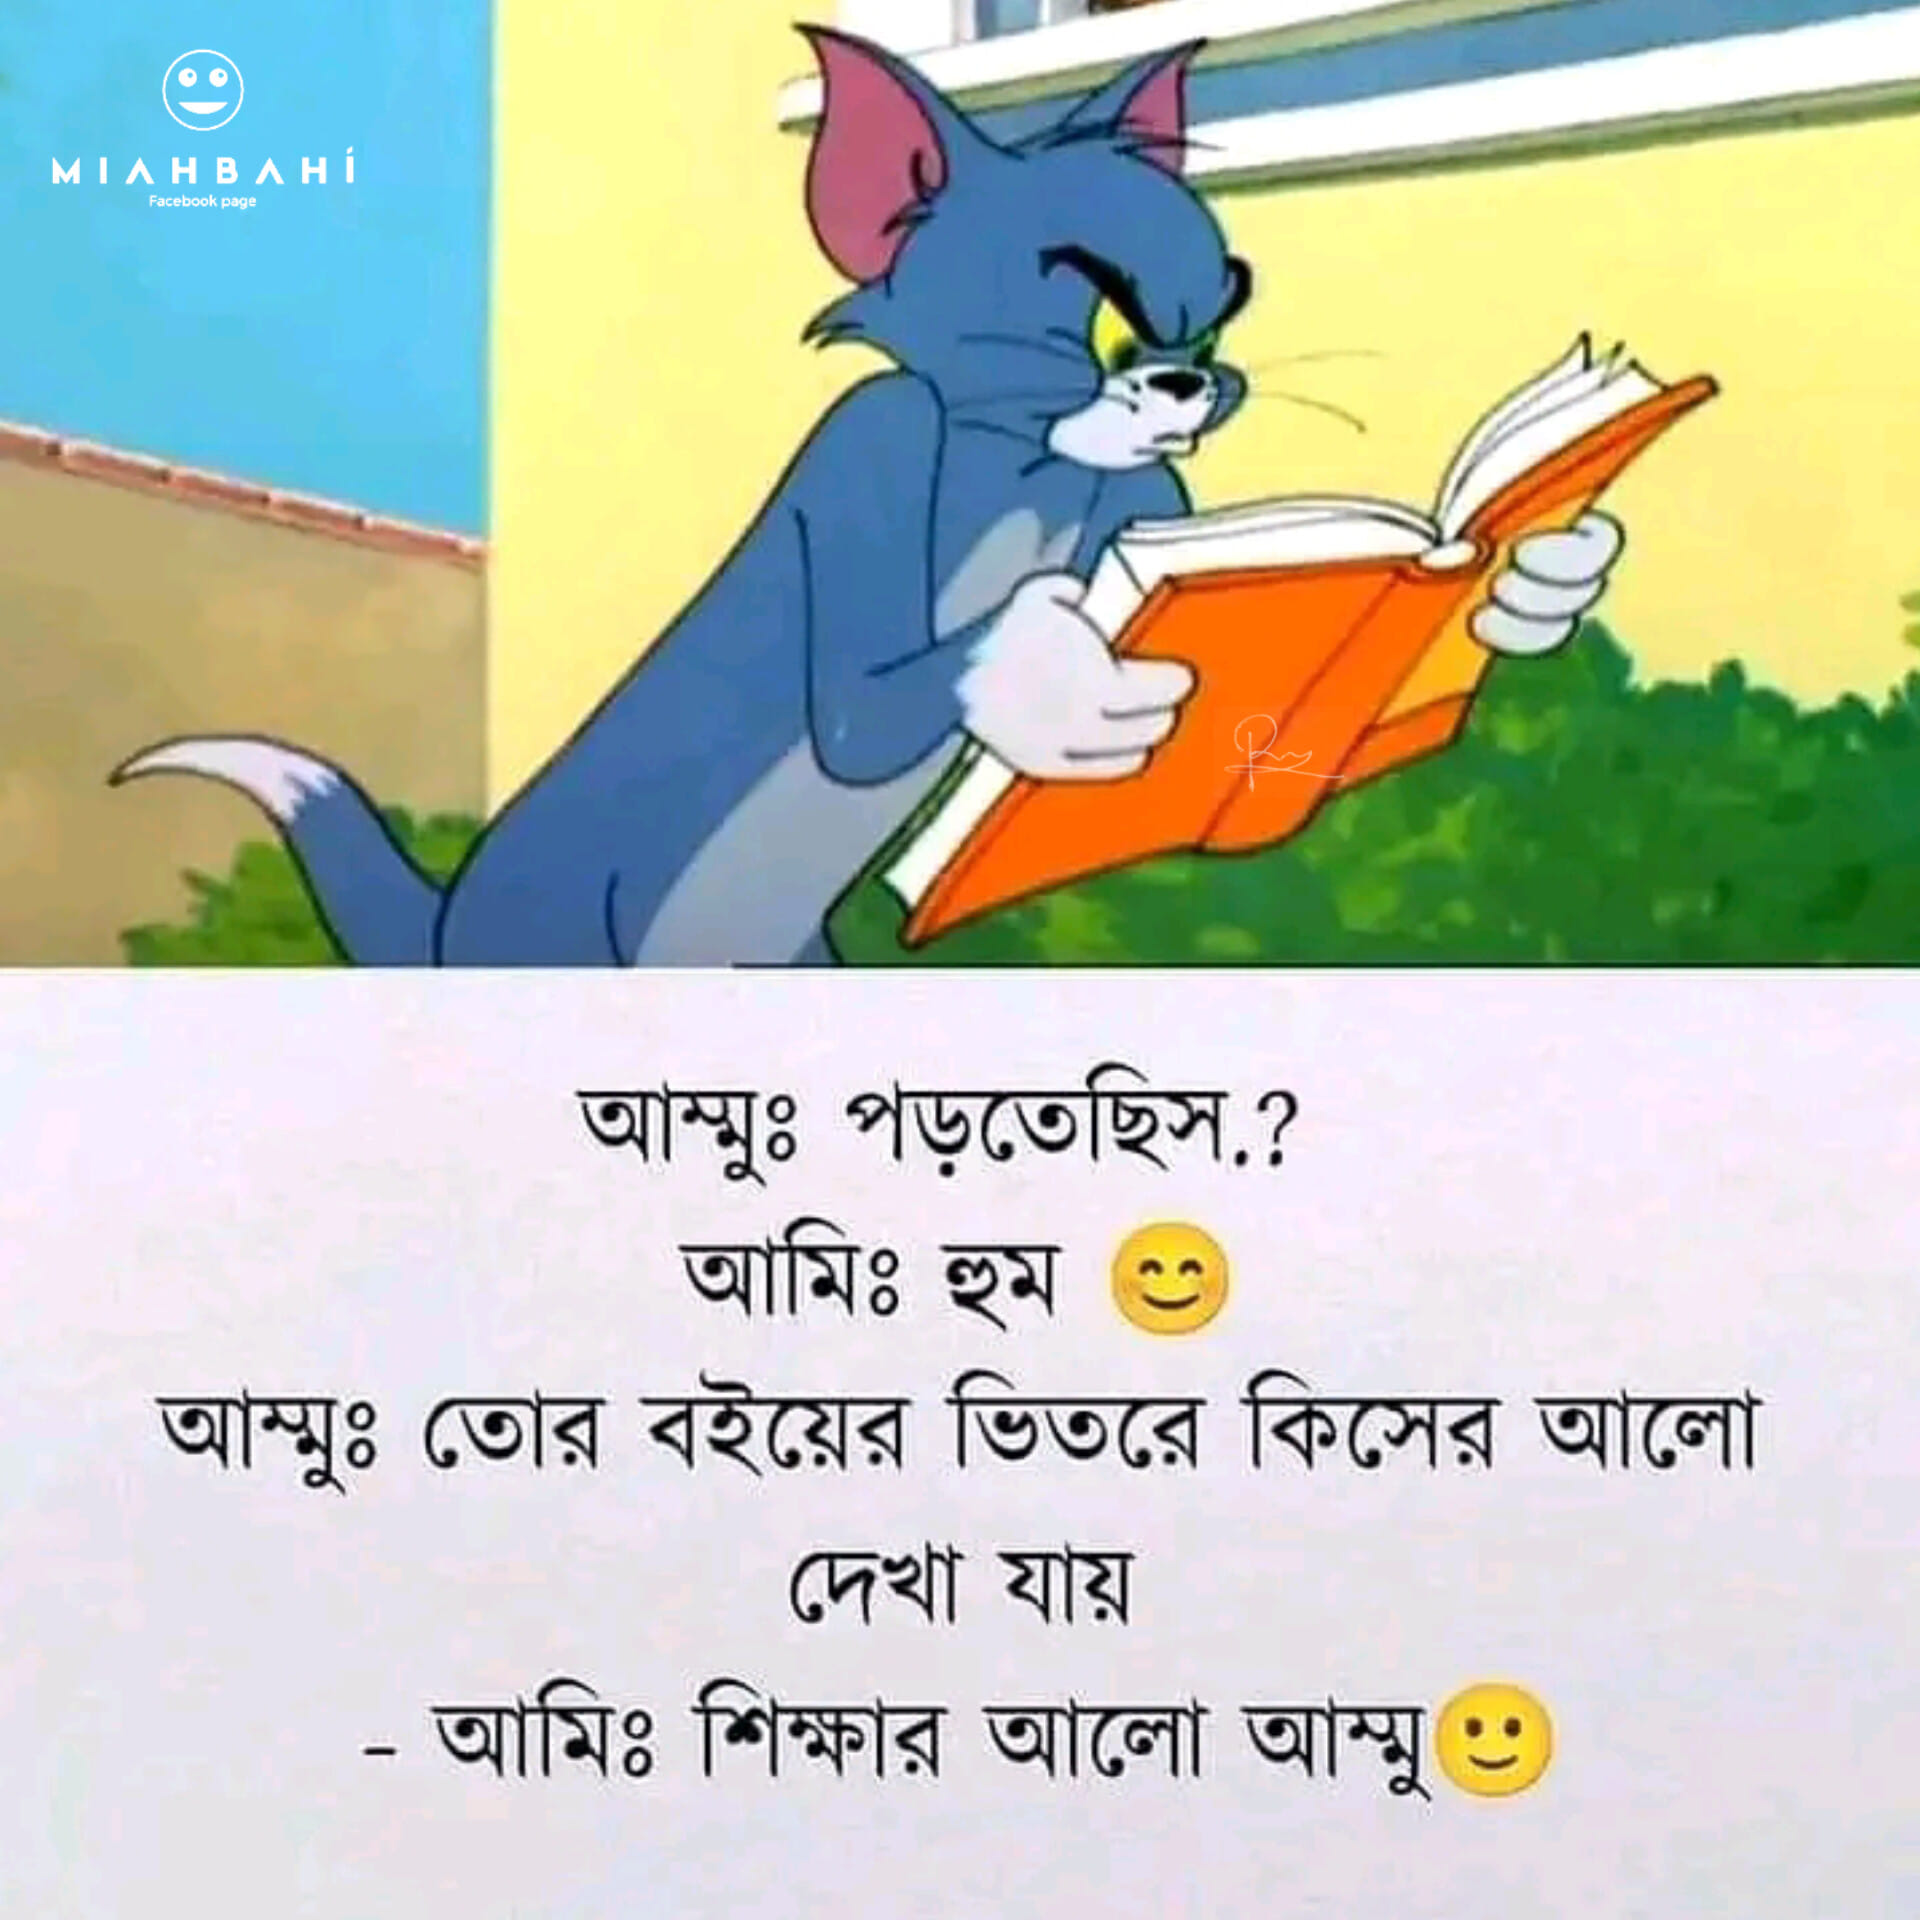 MIAHBAHÍ
Facebook page
আম্মুঃ পড়তেছিস.?
আমিঃ হুম 😊
আম্মুঃ তোর বইয়ের ভিতরে কিসের আলো
দেখা যায়
- আমিঃ শিক্ষার আলো আম্মু🙂